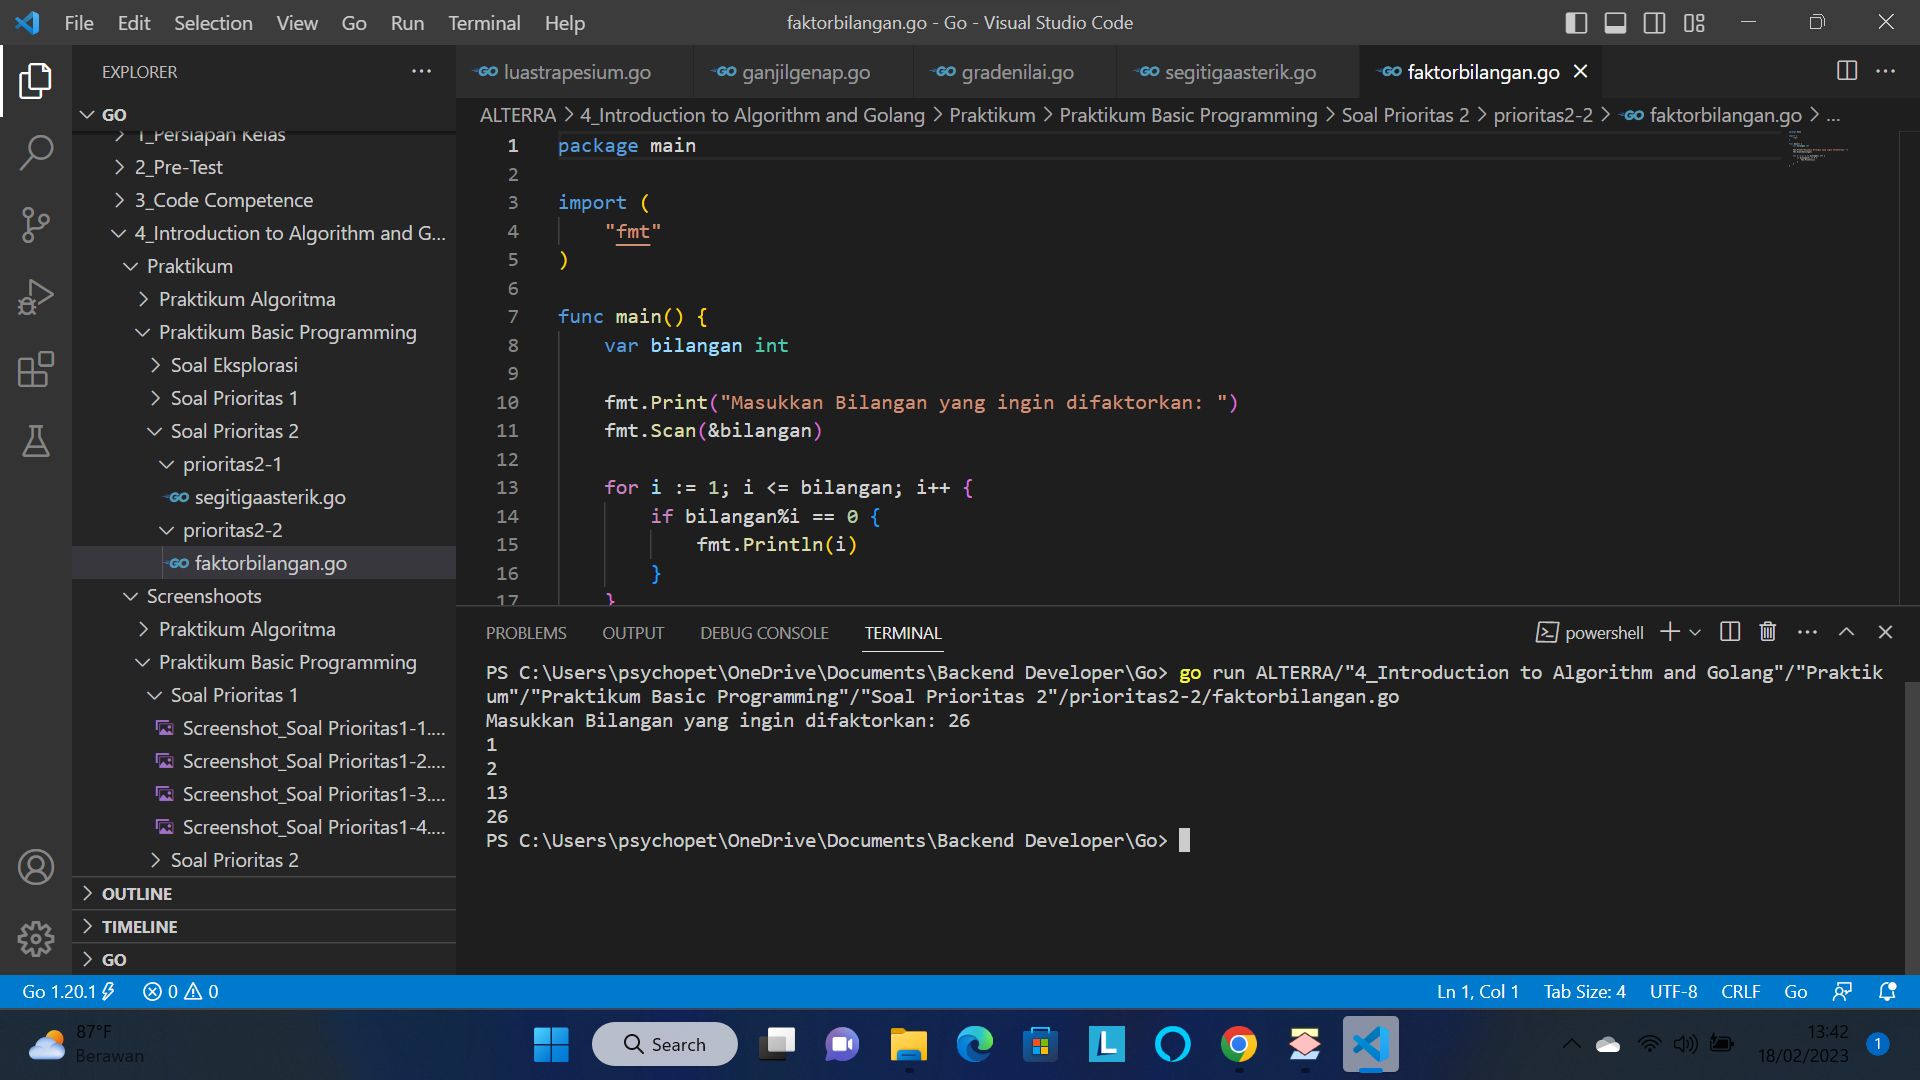 File Edit Selection View Go Run Terminal Help
faktorbilangan.go - Go - Visual Studio Code
EXPLORER
GO
1_Persiapan Kelas
2_Pre-Test
3_Code Competence
4_Introduction to Algorithm and G...
Praktikum
Praktikum Algoritma
Praktikum Basic Programming
Soal Eksplorasi
Soal Prioritas 1
Soal Prioritas 2
prioritas2-1
GO segitigaasterik.go
prioritas2-2
GO faktorbilangan.go
Screenshoots
Praktikum Algoritma
Praktikum Basic Programming
Soal Prioritas 1
Screenshot_Soal Prioritas1-1....
Screenshot_Soal Prioritas1-2....
Screenshot_Soal Prioritas1-3....
Screenshot_Soal Prioritas1-4....
Soal Prioritas 2
OUTLINE
TIMELINE
GO
GO luastrapesium.go GO ganjilgenap.go GO gradenilai.go GO segitigaasterik.go GO faktorbilangan.go
ALTERRA > 4_Introduction to Algorithm and Golang > Praktikum > Praktikum Basic Programming > Soal Prioritas 2 > prioritas2-2 > GO faktorbilangan.go > ...
1 package main
2
3 import (
4 "fmt"
5 )
6
7 func main() {
8 var bilangan int
9
10 fmt.Print("Masukkan Bilangan yang ingin difaktorkan: ")
11 fmt.Scan(&bilangan)
12
13 for i := 1; i <= bilangan; i++ {
14 if bilangan%i == 0 {
15 fmt.Println(i)
16 }
17 }
PROBLEMS OUTPUT DEBUG CONSOLE TERMINAL powershell
PS C:\Users\psychopet\OneDrive\Documents\Backend Developer\Go> go run ALTERRA/"4_Introduction to Algorithm and Golang"/"Praktik
um"/"Praktikum Basic Programming"/"Soal Prioritas 2"/prioritas2-2/faktorbilangan.go
Masukkan Bilangan yang ingin difaktorkan: 26
1
2
13
26
PS C:\Users\psychopet\OneDrive\Documents\Backend Developer\Go>
Go 1.20.1 0 0 Ln 1, Col 1 Tab Size: 4 UTF-8 CRLF Go
87°F
Berawan
Search
L
13:42
18/02/2023
1